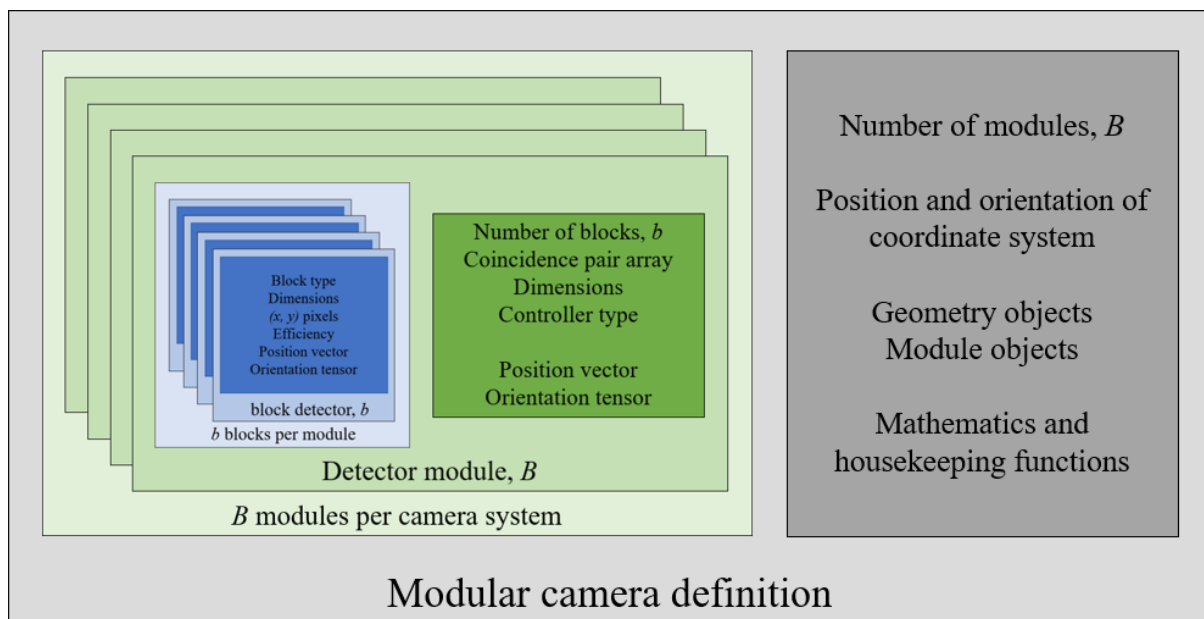 Block type
Dimensions
(x, y) pixels
Efficiency
Position vector
Orientation tensor
block detector, b
b blocks per module
Number of blocks, b
Coincidence pair array
Dimensions
Controller type
Position vector
Orientation tensor
Detector module, B
B modules per camera system
Number of modules, B
Position and orientation of
coordinate system
Geometry objects
Module objects
Mathematics and
housekeeping functions
Modular camera definition